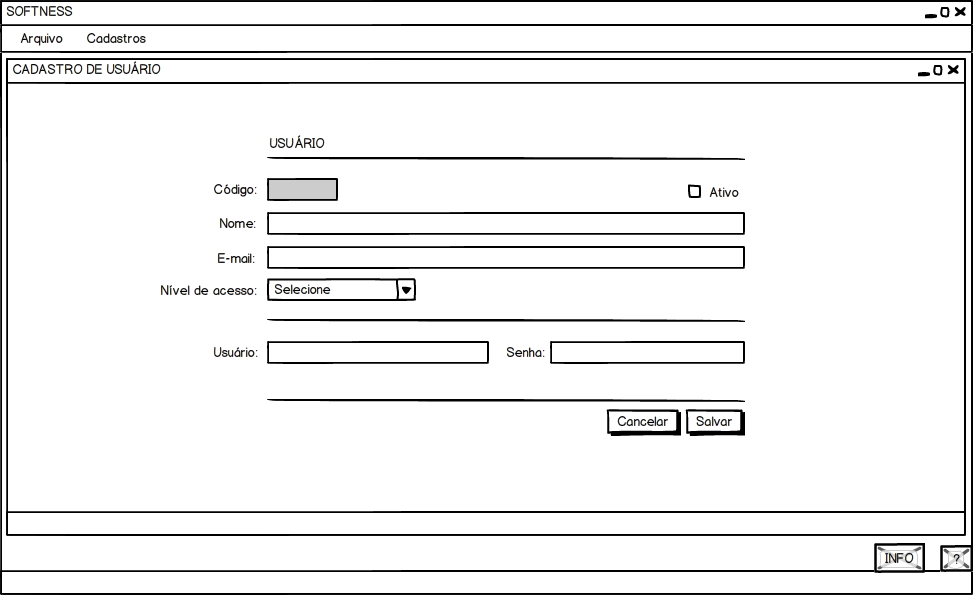 SOFTNESS
Arquivo Cadastros
CADASTRO DE USUÁRIO
USUÁRIO
Código:
Ativo
Nome:
E-mail:
Nível de acesso: Selecione
Usuário: Senha:
Cancelar Salvar
INFO ?